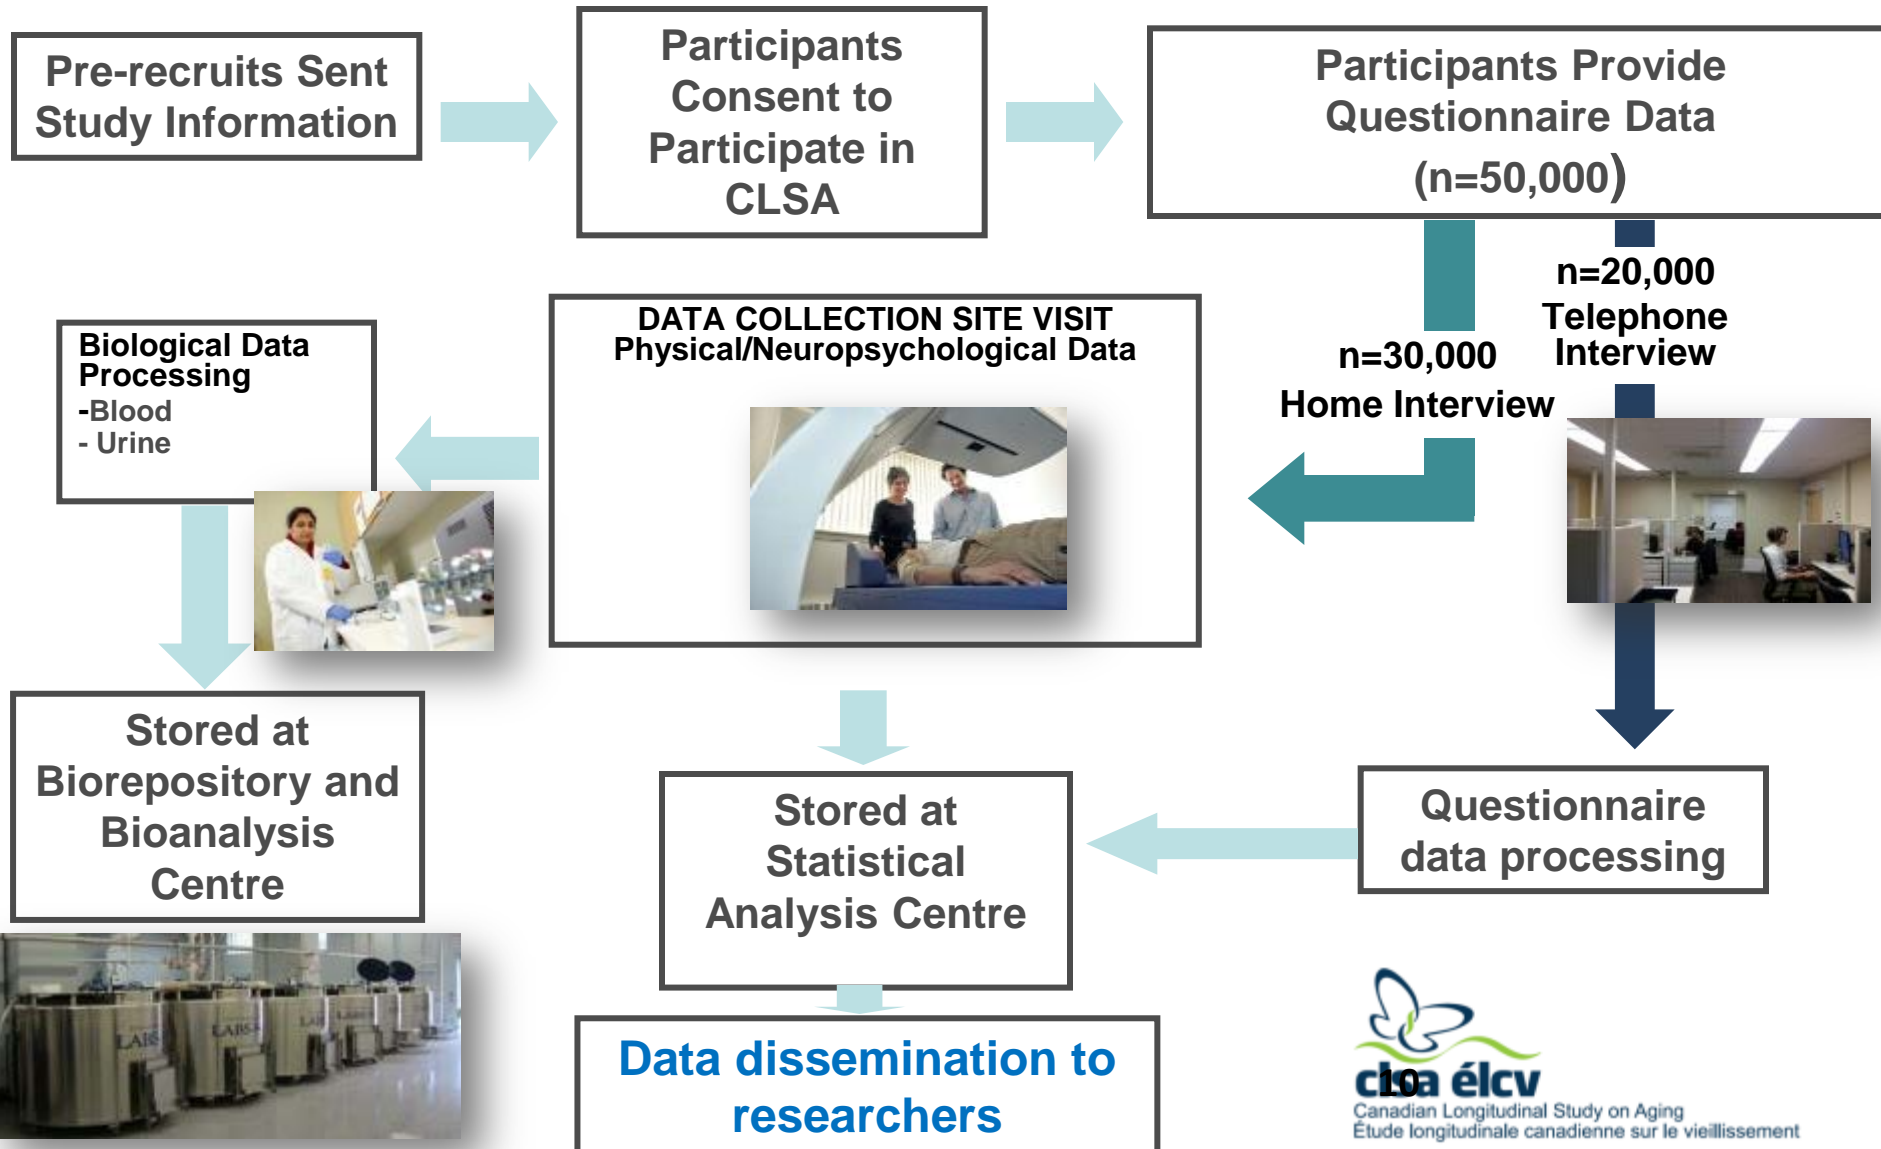 Pre-recruits Sent
Study Information
Participants
Consent to
Participate in
CLSA
Participants Provide
Questionnaire Data
(n=50,000)
n=20,000
Telephone
Interview
n=30,000
Home Interview
DATA COLLECTION SITE VISIT
Physical/Neuropsychological Data
Biological Data
Processing
-Blood
- Urine
Stored at
Biorepository and
Bioanalysis
Centre
Stored at
Statistical
Analysis Centre
Questionnaire
data processing
Data dissemination to
researchers
clsa élcv
10
Canadian Longitudinal Study on Aging
Étude longitudinale canadienne sur le vieillissement